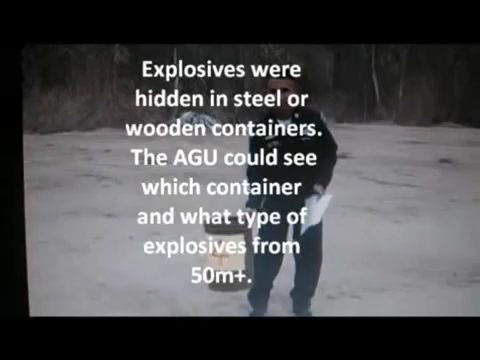 Explosives were
hidden in steel or
wooden containers.
The AGU could see
which container
and what type of
explosives from
50m+.